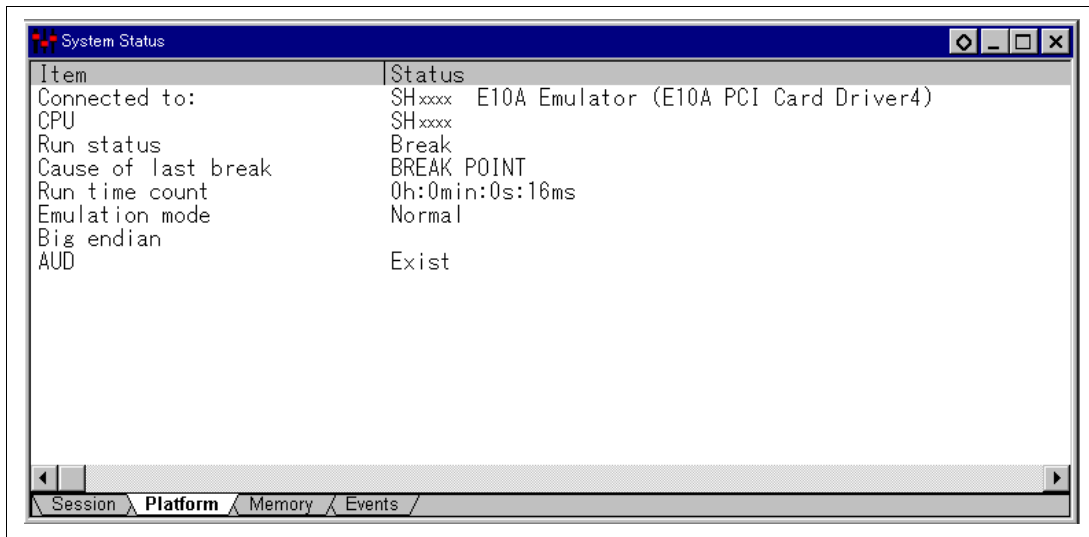 System Status
Item Status
Connected to: SHxxxx E10A Emulator (E10A PCI Card Driver4)
CPU SHxxxx
Run status Break
Cause of last break BREAK POINT
Run time count 0h:0min:0s:16ms
Emulation mode Normal
Big endian
AUD Exist
Session Platform Memory Events